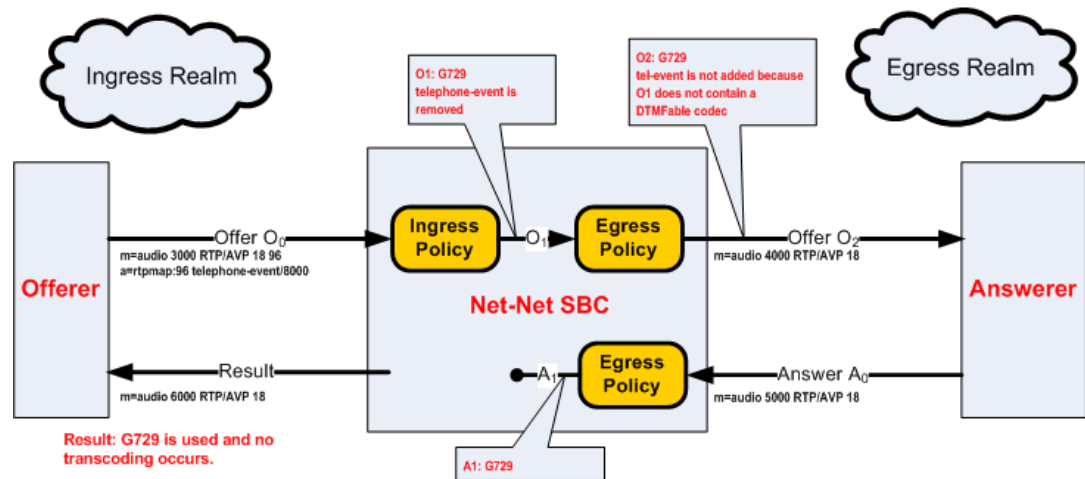 Ingress Realm
O1: G729
telephone-event is
removed
O2: G729
tel-event is not added because
O1 does not contain a
DTMFable codec
Egress Realm
Offerer
Offer O0
m=audio 3000 RTP/AVP 18 96
a=rtpmap:96 telephone-event/8000
Ingress
Policy
O1
Egress
Policy
Offer O2
m=audio 4000 RTP/AVP 18
Answerer
Net-Net SBC
Result
m=audio 6000 RTP/AVP 18
A1
Egress
Policy
Answer A0
m=audio 5000 RTP/AVP 18
Result: G729 is used and no
transcoding occurs.
A1: G729